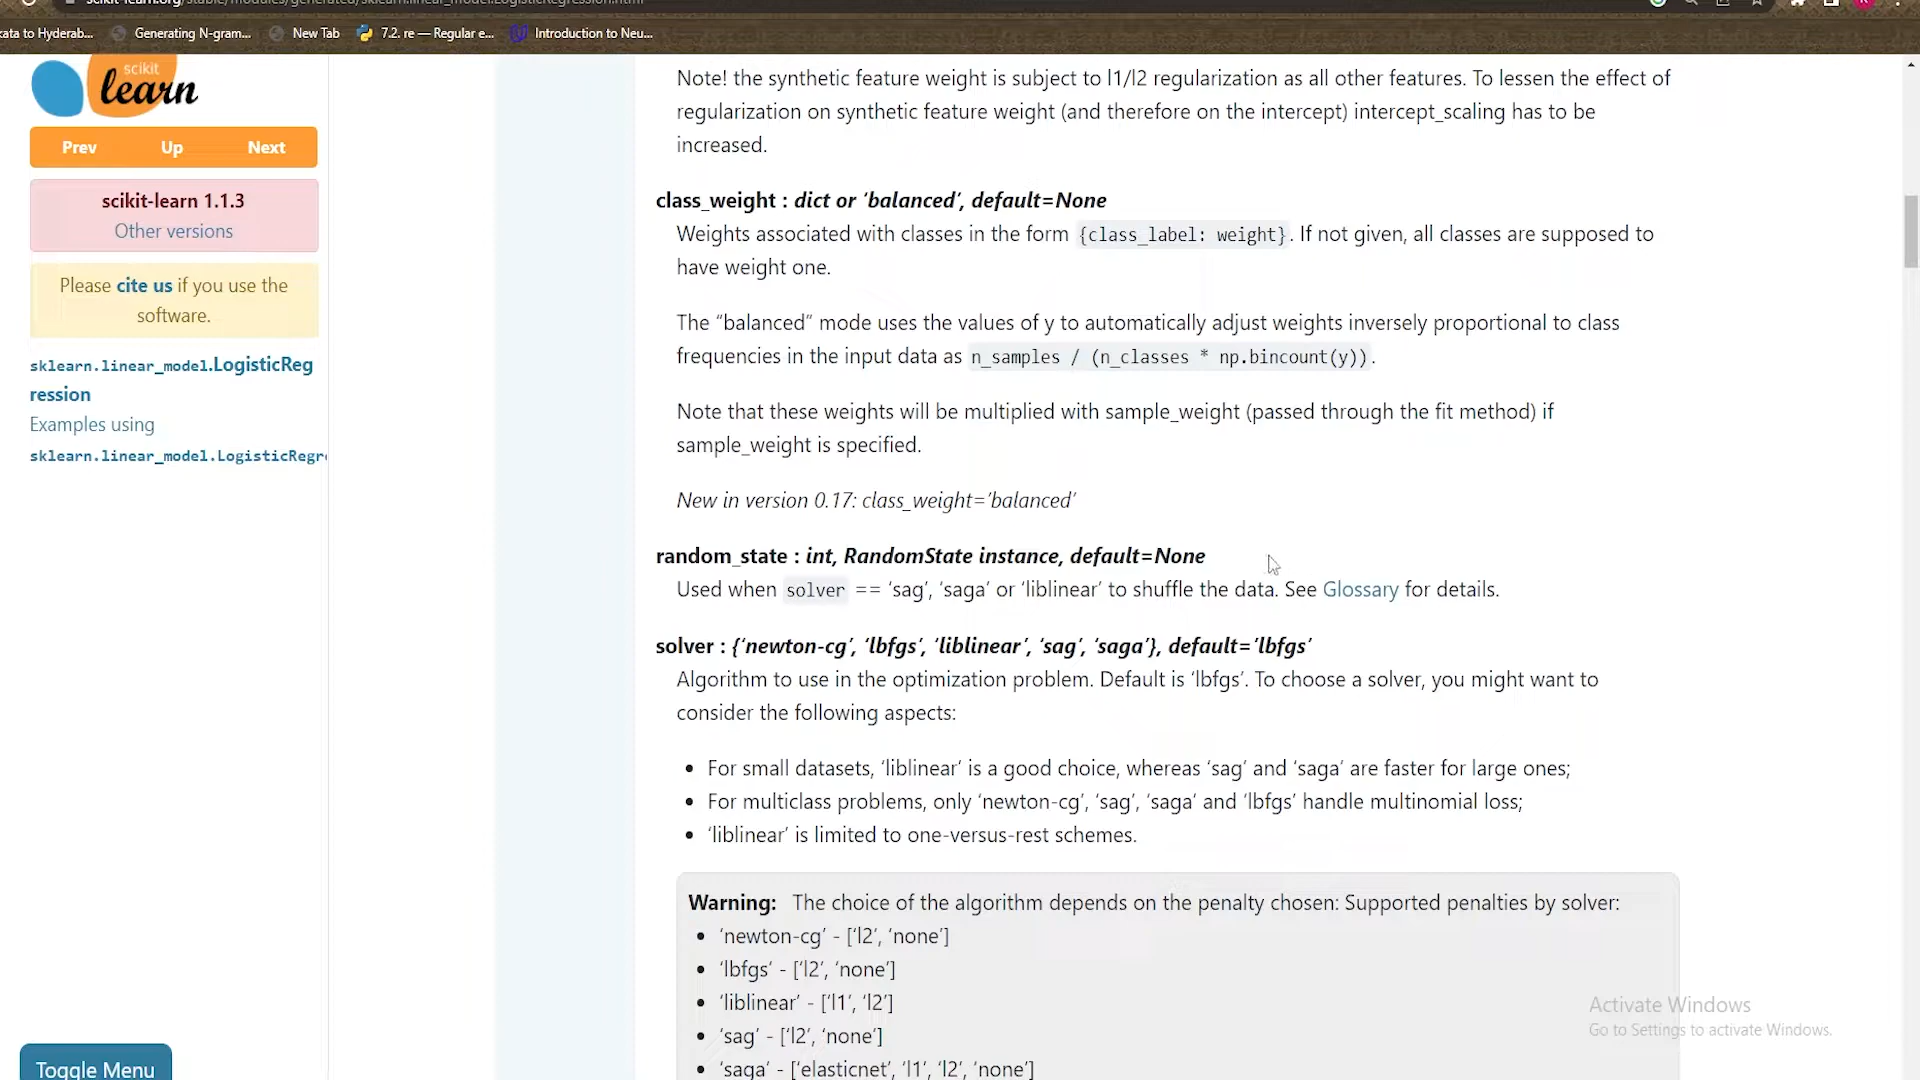 scikit-learn.org/stable/modules/generated/sklearn.linear_model.LogisticRegression.html
kata to Hyderab...
Generating N-gram...
New Tab
7.2. re — Regular e...
Introduction to Neu...
scikit
learn
Prev
Up
Next
scikit-learn 1.1.3
Other versions
Please cite us if you use the
software.
sklearn.linear_model.LogisticReg
ression
Examples using
sklearn.linear_model.LogisticRegr
Toggle Menu
Note! the synthetic feature weight is subject to l1/l2 regularization as all other features. To lessen the effect of
regularization on synthetic feature weight (and therefore on the intercept) intercept_scaling has to be
increased.
class_weight : dict or ‘balanced’, default=None
Weights associated with classes in the form {class_label: weight}. If not given, all classes are supposed to
have weight one.
The “balanced” mode uses the values of y to automatically adjust weights inversely proportional to class
frequencies in the input data as n_samples / (n_classes * np.bincount(y)).
Note that these weights will be multiplied with sample_weight (passed through the fit method) if
sample_weight is specified.
New in version 0.17: class_weight=’balanced’
random_state : int, RandomState instance, default=None
Used when solver == ‘sag’, ‘saga’ or ‘liblinear’ to shuffle the data. See Glossary for details.
solver : {‘newton-cg’, ‘lbfgs’, ‘liblinear’, ‘sag’, ‘saga’}, default=’lbfgs’
Algorithm to use in the optimization problem. Default is ‘lbfgs’. To choose a solver, you might want to
consider the following aspects:
• For small datasets, ‘liblinear’ is a good choice, whereas ‘sag’ and ‘saga’ are faster for large ones;
• For multiclass problems, only ‘newton-cg’, ‘sag’, ‘saga’ and ‘lbfgs’ handle multinomial loss;
• ‘liblinear’ is limited to one-versus-rest schemes.
Warning: The choice of the algorithm depends on the penalty chosen: Supported penalties by solver:
• ‘newton-cg’ - [‘l2’, ‘none’]
• ‘lbfgs’ - [‘l2’, ‘none’]
• ‘liblinear’ - [‘l1’, ‘l2’]
• ‘sag’ - [‘l2’, ‘none’]
• ‘saga’ - [‘elasticnet’, ‘l1’, ‘l2’, ‘none’]
Activate Windows
Go to Settings to activate Windows.